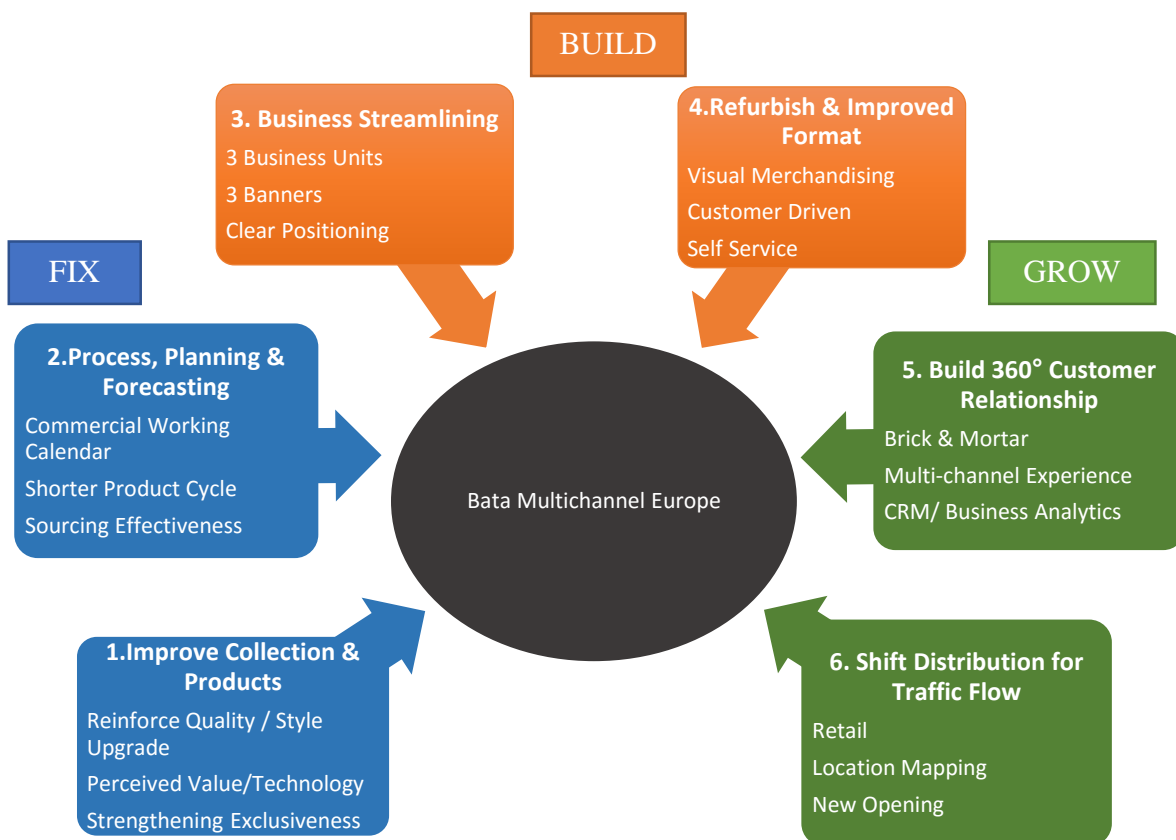 BUILD
3. Business Streamlining
3 Business Units
3 Banners
Clear Positioning
4.Refurbish & Improved
Format
Visual Merchandising
Customer Driven
Self Service
FIX
GROW
2.Process, Planning &
Forecasting
Commercial Working
Calendar
Shorter Product Cycle
Sourcing Effectiveness
Bata Multichannel Europe
5. Build 360° Customer
Relationship
Brick & Mortar
Multi-channel Experience
CRM/ Business Analytics
1.Improve Collection &
Products
Reinforce Quality / Style
Upgrade
Perceived Value/Technology
Strengthening Exclusiveness
6. Shift Distribution for
Traffic Flow
Retail
Location Mapping
New Opening